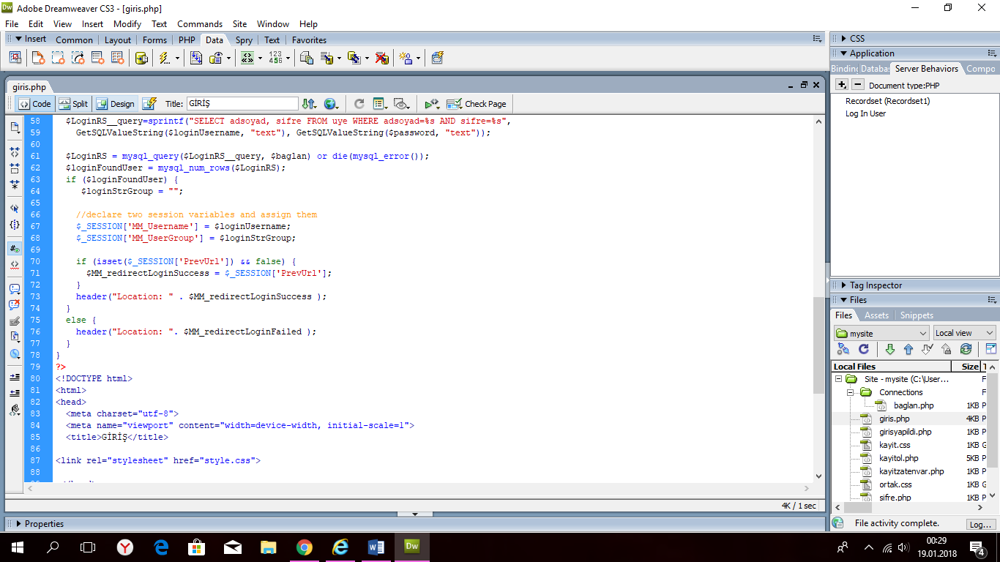 Adobe Dreamweaver CS3 - [giris.php]
File Edit View Insert Modify Text Commands Site Window Help
Insert Common Layout Forms PHP Data Spry Text Favorites
giris.php
Code Split Design Title: GİRİŞ Check Page
58 $LoginRS__query=sprintf("SELECT adsoyad, sifre FROM uye WHERE adsoyad=%s AND sifre=%s",
59 GetSQLValueString($loginUsername, "text"), GetSQLValueString($password, "text"));
60
61 $LoginRS = mysql_query($LoginRS__query, $baglan) or die(mysql_error());
62 $loginFoundUser = mysql_num_rows($LoginRS);
63 if ($loginFoundUser) {
64 $loginStrGroup = "";
65
66 //declare two session variables and assign them
67 $_SESSION['MM_Username'] = $loginUsername;
68 $_SESSION['MM_UserGroup'] = $loginStrGroup;
69
70 if (isset($_SESSION['PrevUrl']) && false) {
71 $MM_redirectLoginSuccess = $_SESSION['PrevUrl'];
72 }
73 header("Location: " . $MM_redirectLoginSuccess );
74 }
75 else {
76 header("Location: ". $MM_redirectLoginFailed );
77 }
78 }
79 ?>
80 <!DOCTYPE html>
81 <html>
82 <head>
83 <meta charset="utf-8">
84 <meta name="viewport" content="width=device-width, initial-scale=1">
85 <title>GİRİŞ</title>
86
87 <link rel="stylesheet" href="style.css">
88
4K / 1 sec
Properties
CSS
Application
Bindin Databa Server Behaviors Compo
Document type:PHP
Recordset (Recordset1)
Log In User
Tag Inspector
Files
Files Assets Snippets
mysite Local view
Local Files Size T
Site - mysite (C:\User... F
Connections F
baglan.php 1KB P
giris.php 4KB P
girisyapildi.php 1KB P
kayit.css 1KB G
kayitol.php 5KB P
kayitzatenvar.php 1KB P
ortak.css 1KB G
sifre.php 1KB P
File activity complete. Log...
00:29
19.01.2018
4